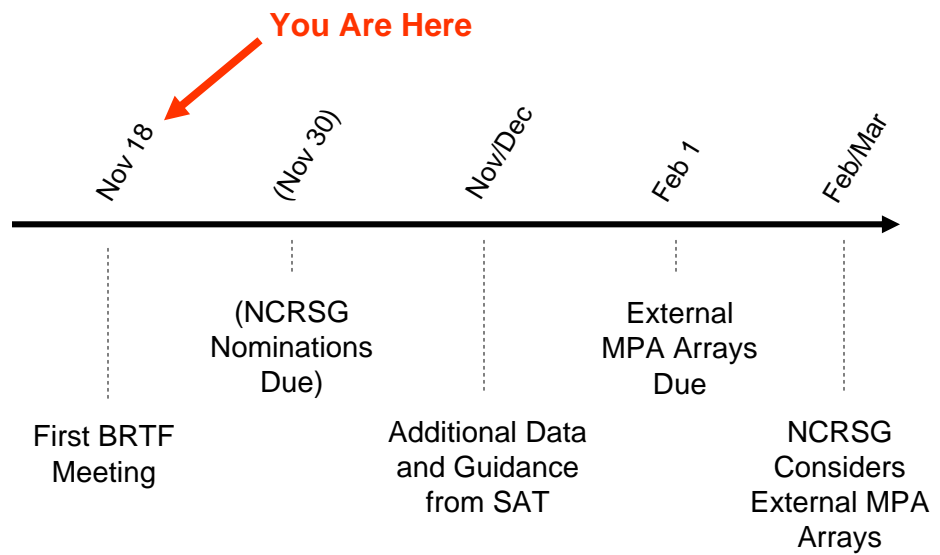 You Are Here
Nov 18
(Nov 30)
Nov/Dec
Feb 1
Feb/Mar
First BRTF
Meeting
(NCRSG
Nominations
Due)
Additional Data
and Guidance
from SAT
External
MPA Arrays
Due
NCRSG
Considers
External MPA
Arrays